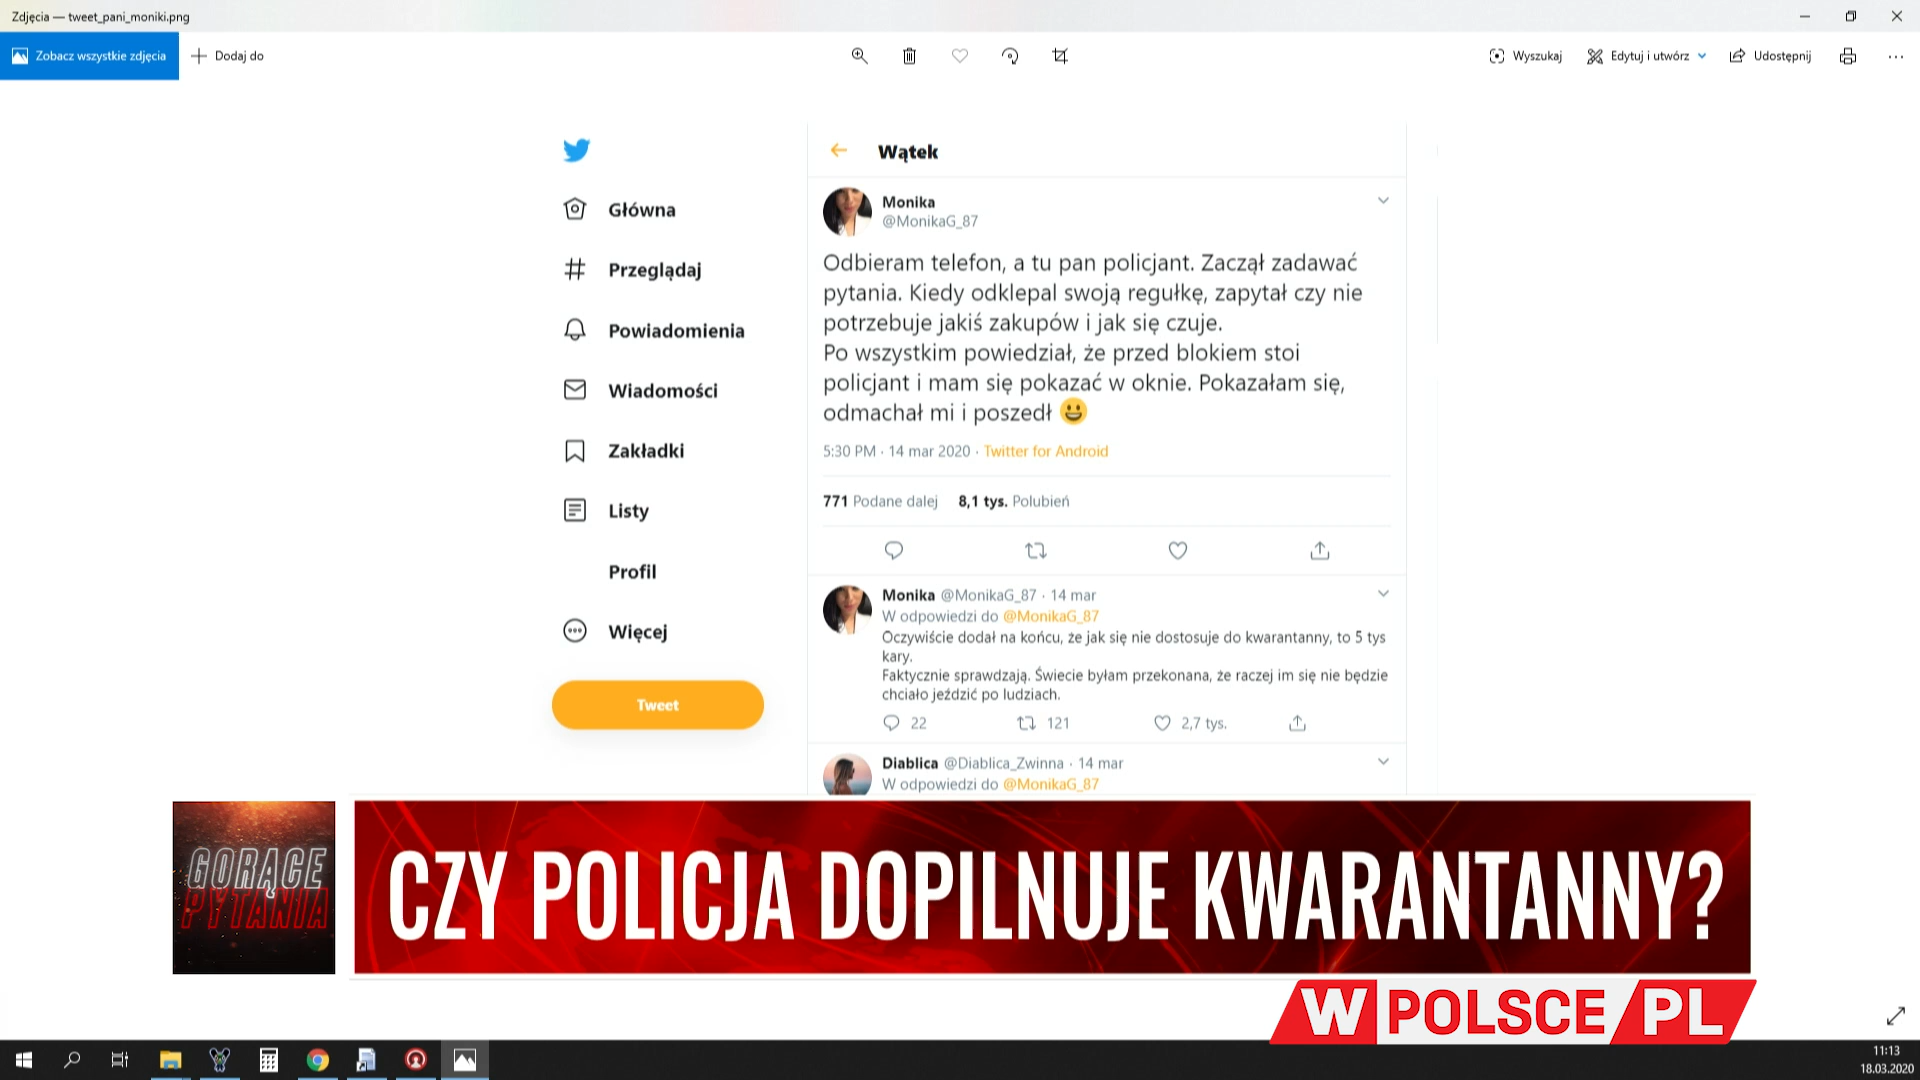 Zdjęcia — tweet_pani_moniki.png
Zobacz wszystkie zdjęcia
Dodaj do
Wyszukaj
Edytuj i utwórz
Udostępnij
Wątek
Główna
Przeglądaj
Powiadomienia
Wiadomości
Zakładki
Listy
Profil
Więcej
Tweet
Monika
@MonikaG_87
Odbieram telefon, a tu pan policjant. Zaczął zadawać
pytania. Kiedy odklepal swoją regułkę, zapytał czy nie
potrzebuje jakiś zakupów i jak się czuje.
Po wszystkim powiedział, że przed blokiem stoi
policjant i mam się pokazać w oknie. Pokazałam się,
odmachał mi i poszedł 😀
5:30 PM · 14 mar 2020 · Twitter for Android
771 Podane dalej 8,1 tys. Polubień
Monika @MonikaG_87 · 14 mar
W odpowiedzi do @MonikaG_87
Oczywiście dodał na końcu, że jak się nie dostosuje do kwarantanny, to 5 tys
kary.
Faktycznie sprawdzają. Świecie byłam przekonana, że raczej im się nie będzie
chciało jeździć po ludziach.
22 121 2,7 tys.
Diablica @Diablica_Zwinna · 14 mar
W odpowiedzi do @MonikaG_87
GORĄCE
PYTANIA
CZY POLICJA DOPILNUJE KWARANTANNY?
W POLSCE/PL
11:13
18.03.2020